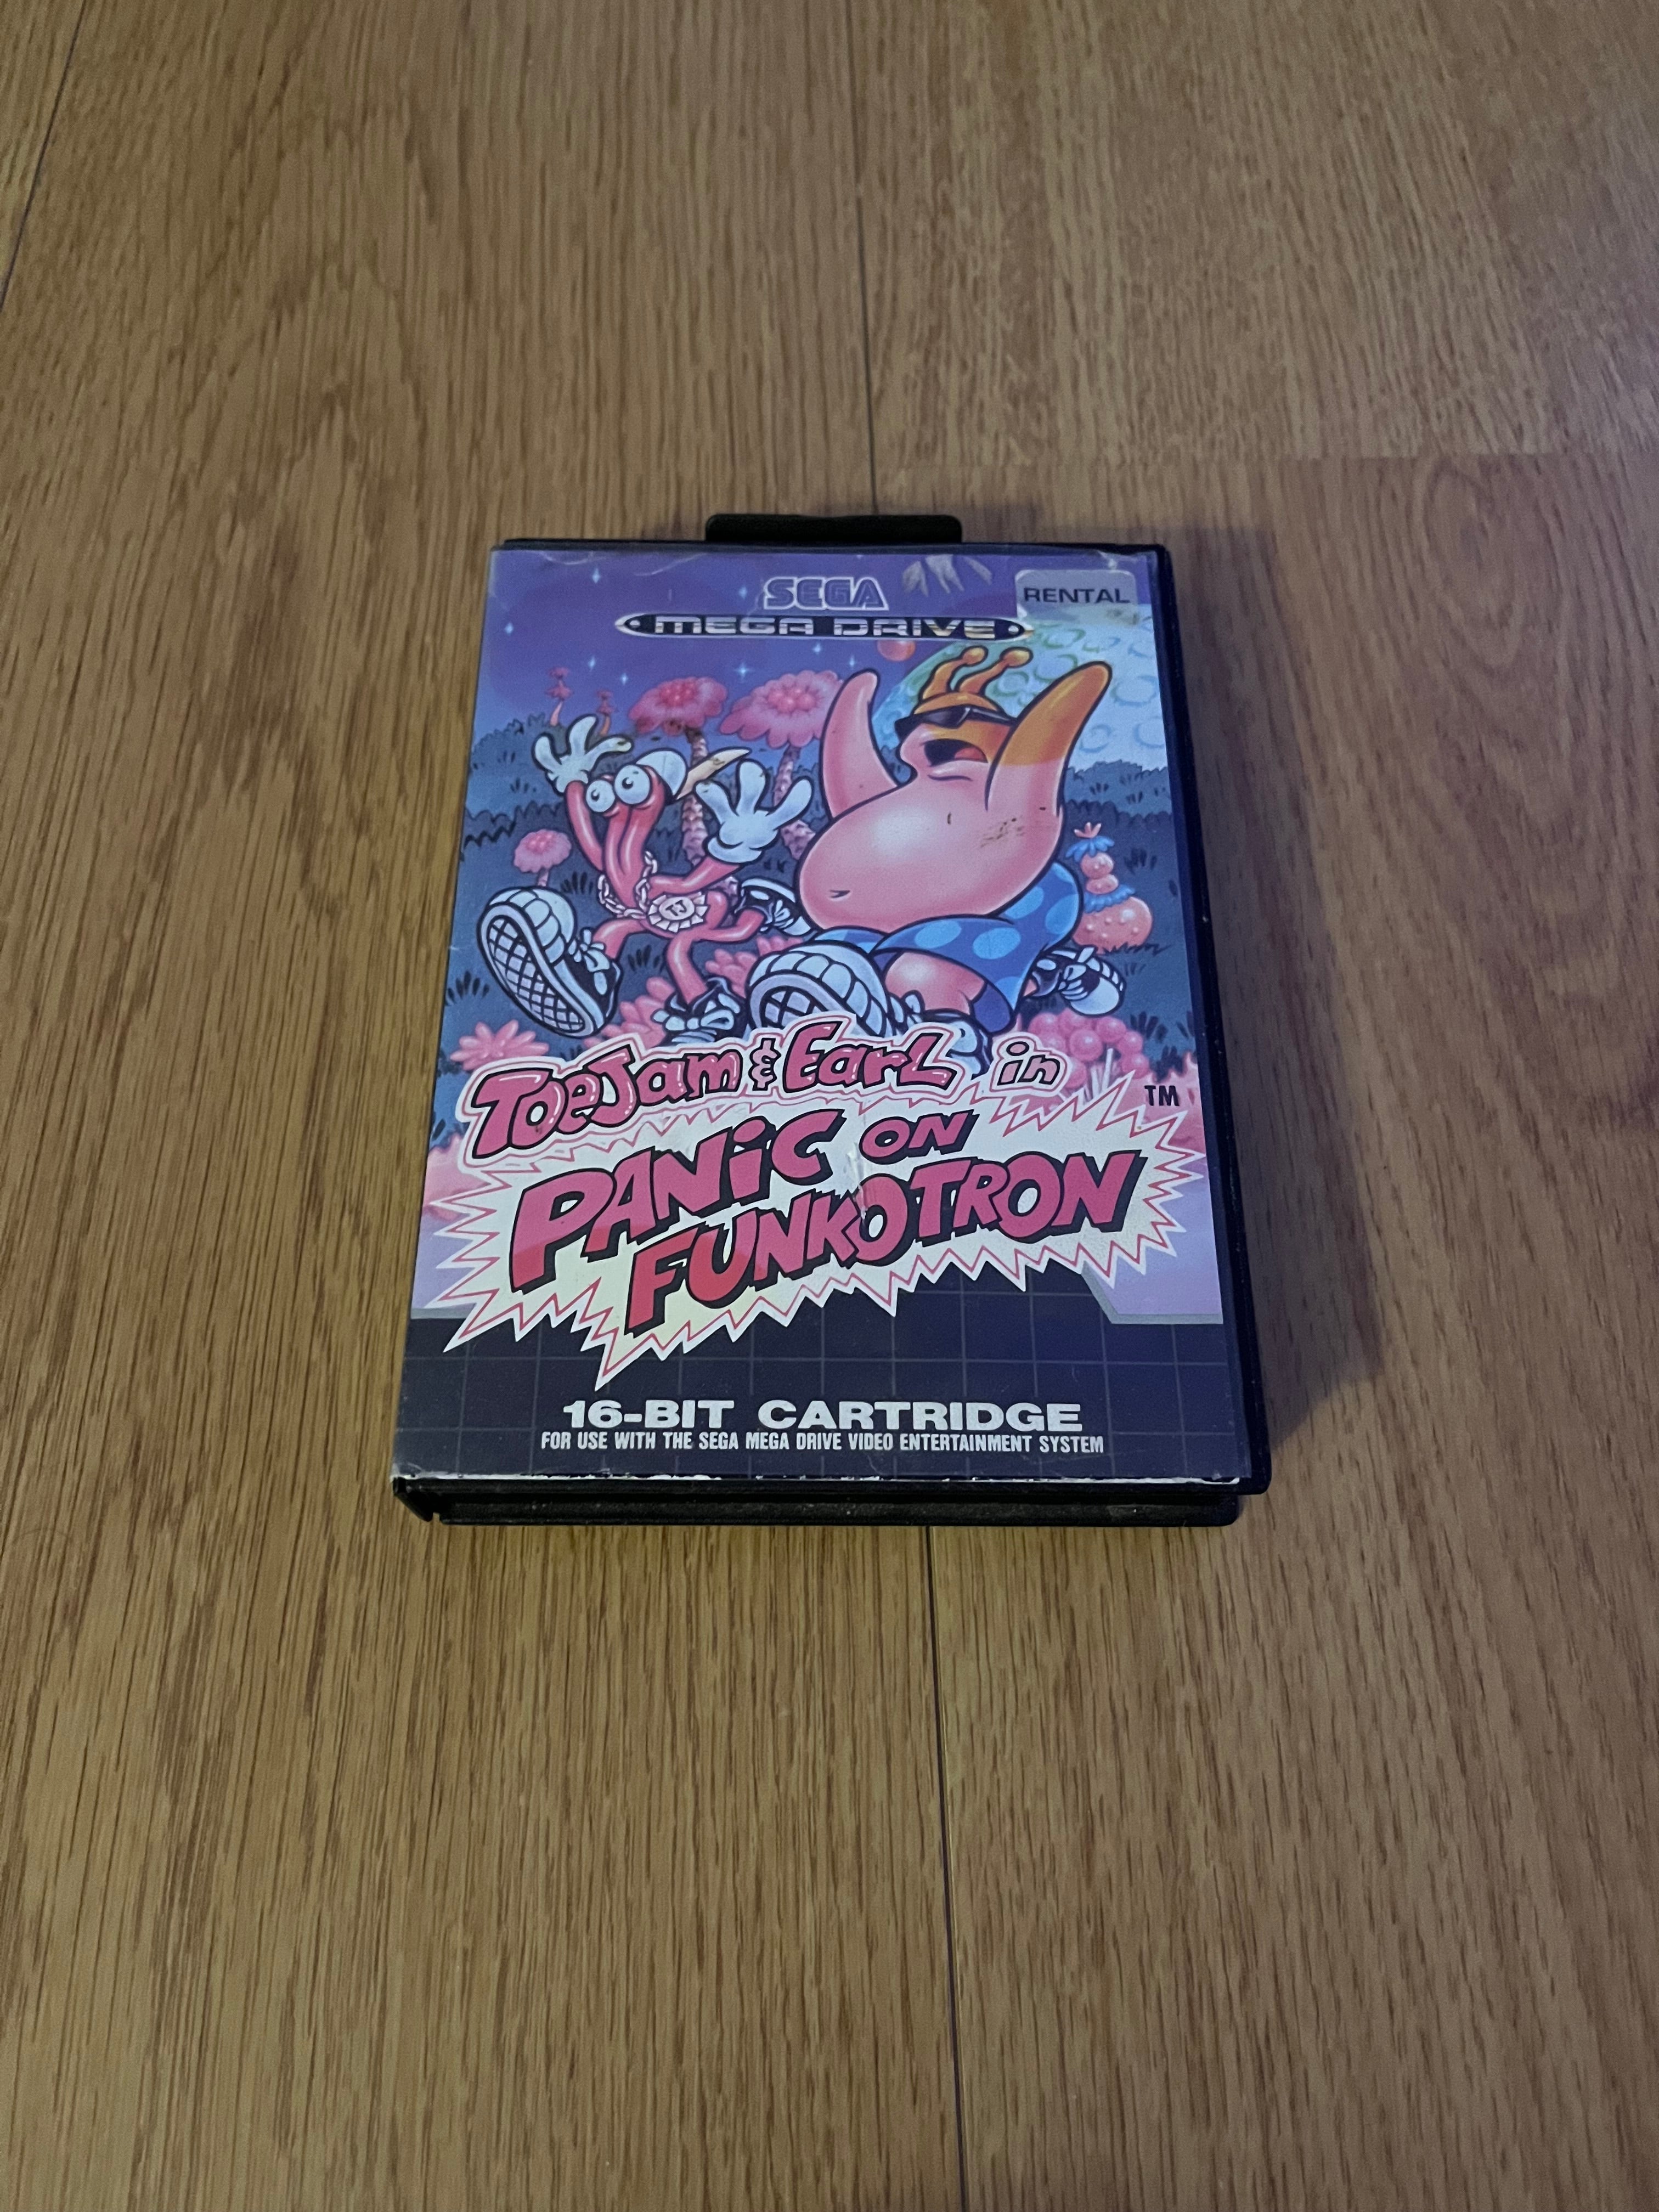 SEGA
RENTAL
MEGA DRIVE
TJ
ToeJam & Earl in
TM
PANIC ON
FUNKOTRON
16-BIT CARTRIDGE
FOR USE WITH THE SEGA MEGA DRIVE VIDEO ENTERTAINMENT SYSTEM